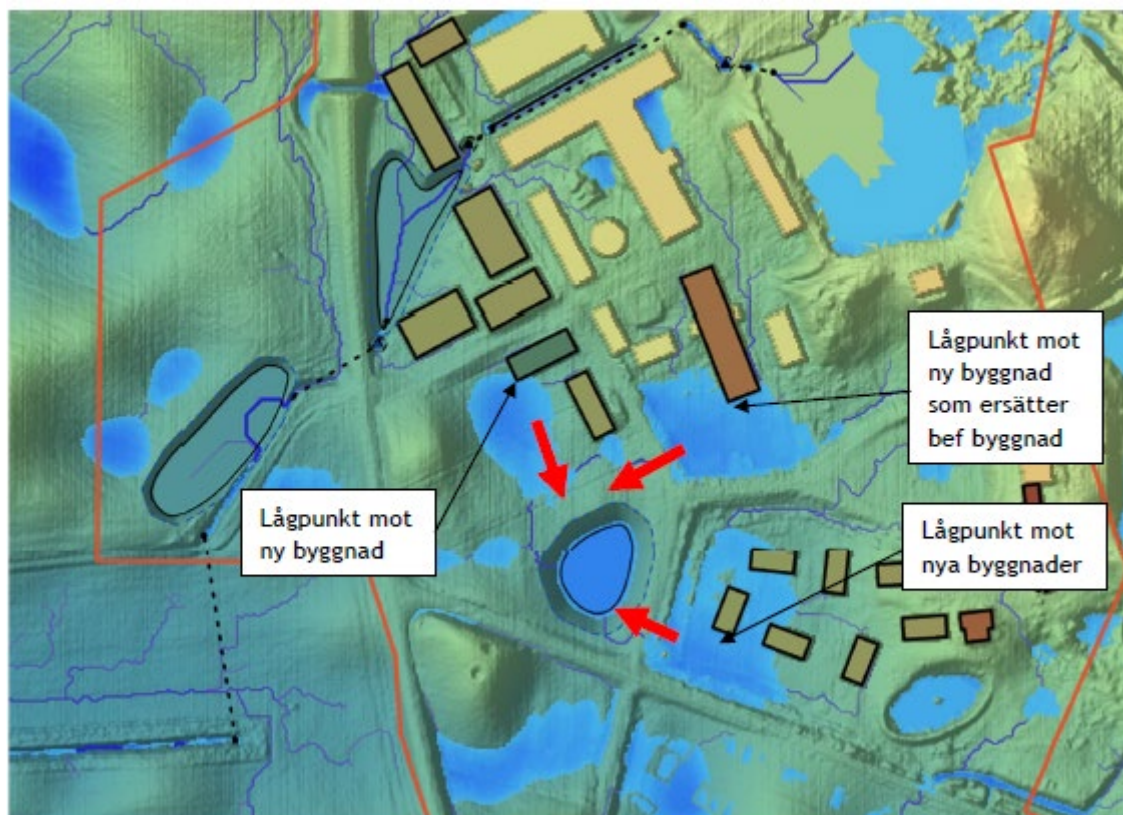 Lågpunkt mot
ny byggnad
som ersätter
bef byggnad
Lågpunkt mot
ny byggnad
Lågpunkt mot
nya byggnader